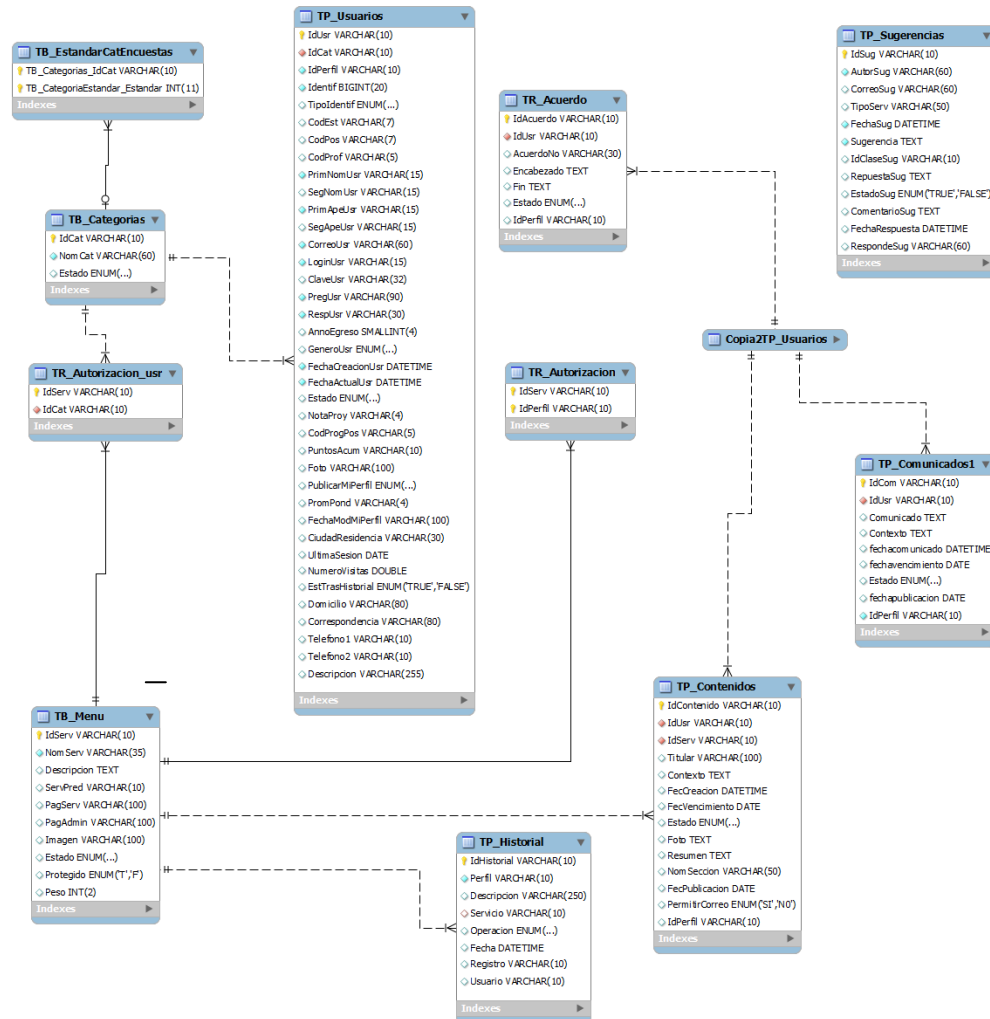 TB_EstandarCatEncuestas
TB_Categorias_IdCat VARCHAR(10)
TB_CategoriaEstandar_Estandar INT(11)
Indexes
TB_Categorias
IdCat VARCHAR(10)
NomCat VARCHAR(60)
Estado ENUM(...)
Indexes
TR_Autorizacion_usr
IdServ VARCHAR(10)
IdCat VARCHAR(10)
Indexes
TB_Menu
IdServ VARCHAR(10)
NomServ VARCHAR(35)
Descripcion TEXT
ServPred VARCHAR(10)
PagServ VARCHAR(100)
PagAdmin VARCHAR(100)
Imagen VARCHAR(100)
Estado ENUM(...)
Protegido ENUM('T','F')
Peso INT(2)
Indexes
TP_Usuarios
IdUsr VARCHAR(10)
IdCat VARCHAR(10)
IdPerfil VARCHAR(10)
Identif BIGINT(20)
TipoIdentif ENUM(...)
CodEst VARCHAR(7)
CodPos VARCHAR(7)
CodProf VARCHAR(5)
PrimNomUsr VARCHAR(15)
SegNomUsr VARCHAR(15)
PrimApeUsr VARCHAR(15)
SegApeUsr VARCHAR(15)
CorreoUsr VARCHAR(60)
LoginUsr VARCHAR(15)
ClaveUsr VARCHAR(32)
PregUsr VARCHAR(90)
RespUsr VARCHAR(30)
AnnoEgreso SMALLINT(4)
GeneroUsr ENUM(...)
FechaCreacionUsr DATETIME
FechaActualUsr DATETIME
Estado ENUM(...)
NotaProy VARCHAR(4)
CodProgPos VARCHAR(5)
PuntosAcum VARCHAR(10)
Foto VARCHAR(100)
PublicarMiPerfil ENUM(...)
PromPond VARCHAR(4)
FechaModMiPerfil VARCHAR(100)
CiudadResidencia VARCHAR(30)
UltimaSesion DATE
NumeroVisitas DOUBLE
EstTrasHistorial ENUM('TRUE','FALSE')
Domicilio VARCHAR(80)
Correspondencia VARCHAR(80)
Telefono1 VARCHAR(10)
Telefono2 VARCHAR(10)
Descripcion VARCHAR(255)
Indexes
TR_Acuerdo
IdAcuerdo VARCHAR(10)
IdUsr VARCHAR(10)
AcuerdoNo VARCHAR(30)
Encabezado TEXT
Fin TEXT
Estado ENUM(...)
IdPerfil VARCHAR(10)
Indexes
TR_Autorizacion
IdServ VARCHAR(10)
IdPerfil VARCHAR(10)
Indexes
TP_Historial
IdHistorial VARCHAR(10)
Perfil VARCHAR(10)
Descripcion VARCHAR(250)
Servicio VARCHAR(10)
Operacion ENUM(...)
Fecha DATETIME
Registro VARCHAR(10)
Usuario VARCHAR(10)
Indexes
TP_Sugerencias
IdSug VARCHAR(10)
AutorSug VARCHAR(60)
CorreoSug VARCHAR(60)
TipoServ VARCHAR(50)
FechaSug DATETIME
Sugerencia TEXT
IdClaseSug VARCHAR(10)
RepuestaSug TEXT
EstadoSug ENUM('TRUE','FALSE')
ComentarioSug TEXT
FechaRespuesta DATETIME
RespondeSug VARCHAR(60)
Indexes
Copia2TP_Usuarios
TP_Comunicados1
IdCom VARCHAR(10)
IdUsr VARCHAR(10)
Comunicado TEXT
Contexto TEXT
fechacomunicado DATETIME
fechavencimiento DATE
Estado ENUM(...)
fechapublicacion DATE
IdPerfil VARCHAR(10)
Indexes
TP_Contenidos
IdContenido VARCHAR(10)
IdUsr VARCHAR(10)
IdServ VARCHAR(10)
Titular VARCHAR(100)
Contexto TEXT
FecCreacion DATETIME
FecVencimiento DATE
Estado ENUM(...)
Foto TEXT
Resumen TEXT
NomSeccion VARCHAR(50)
FecPublicacion DATE
PermitirCorreo ENUM('SI','NO')
IdPerfil VARCHAR(10)
Indexes